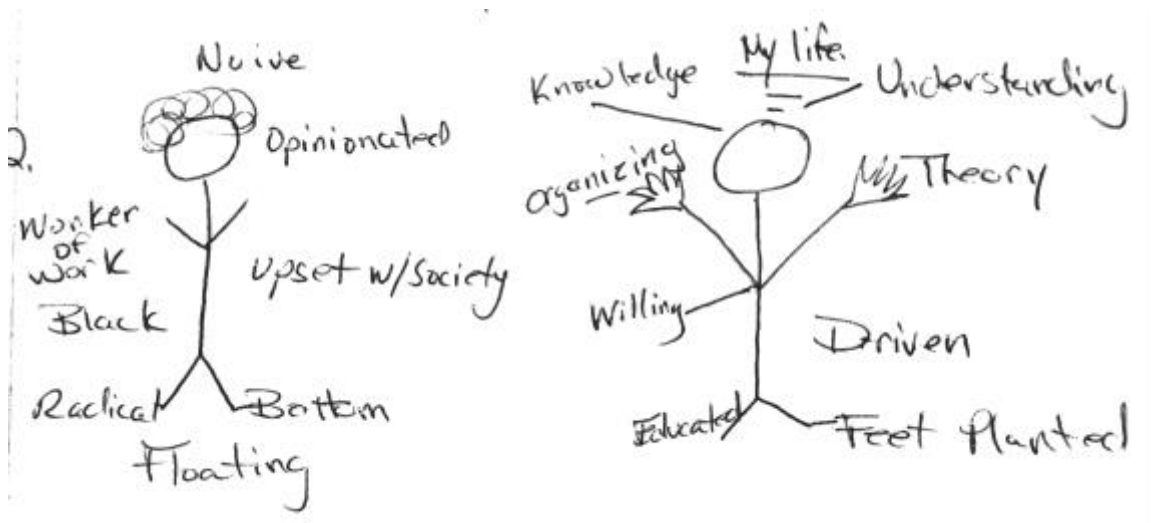 Naive
Opinionated
2.
Worker
of
Work
Upset w/Society
Black
Radical
Bottom
Floating
My life.
Knowledge
Understanding
Organizing
Theory
Willing
Driven
Educated
Feet Planted